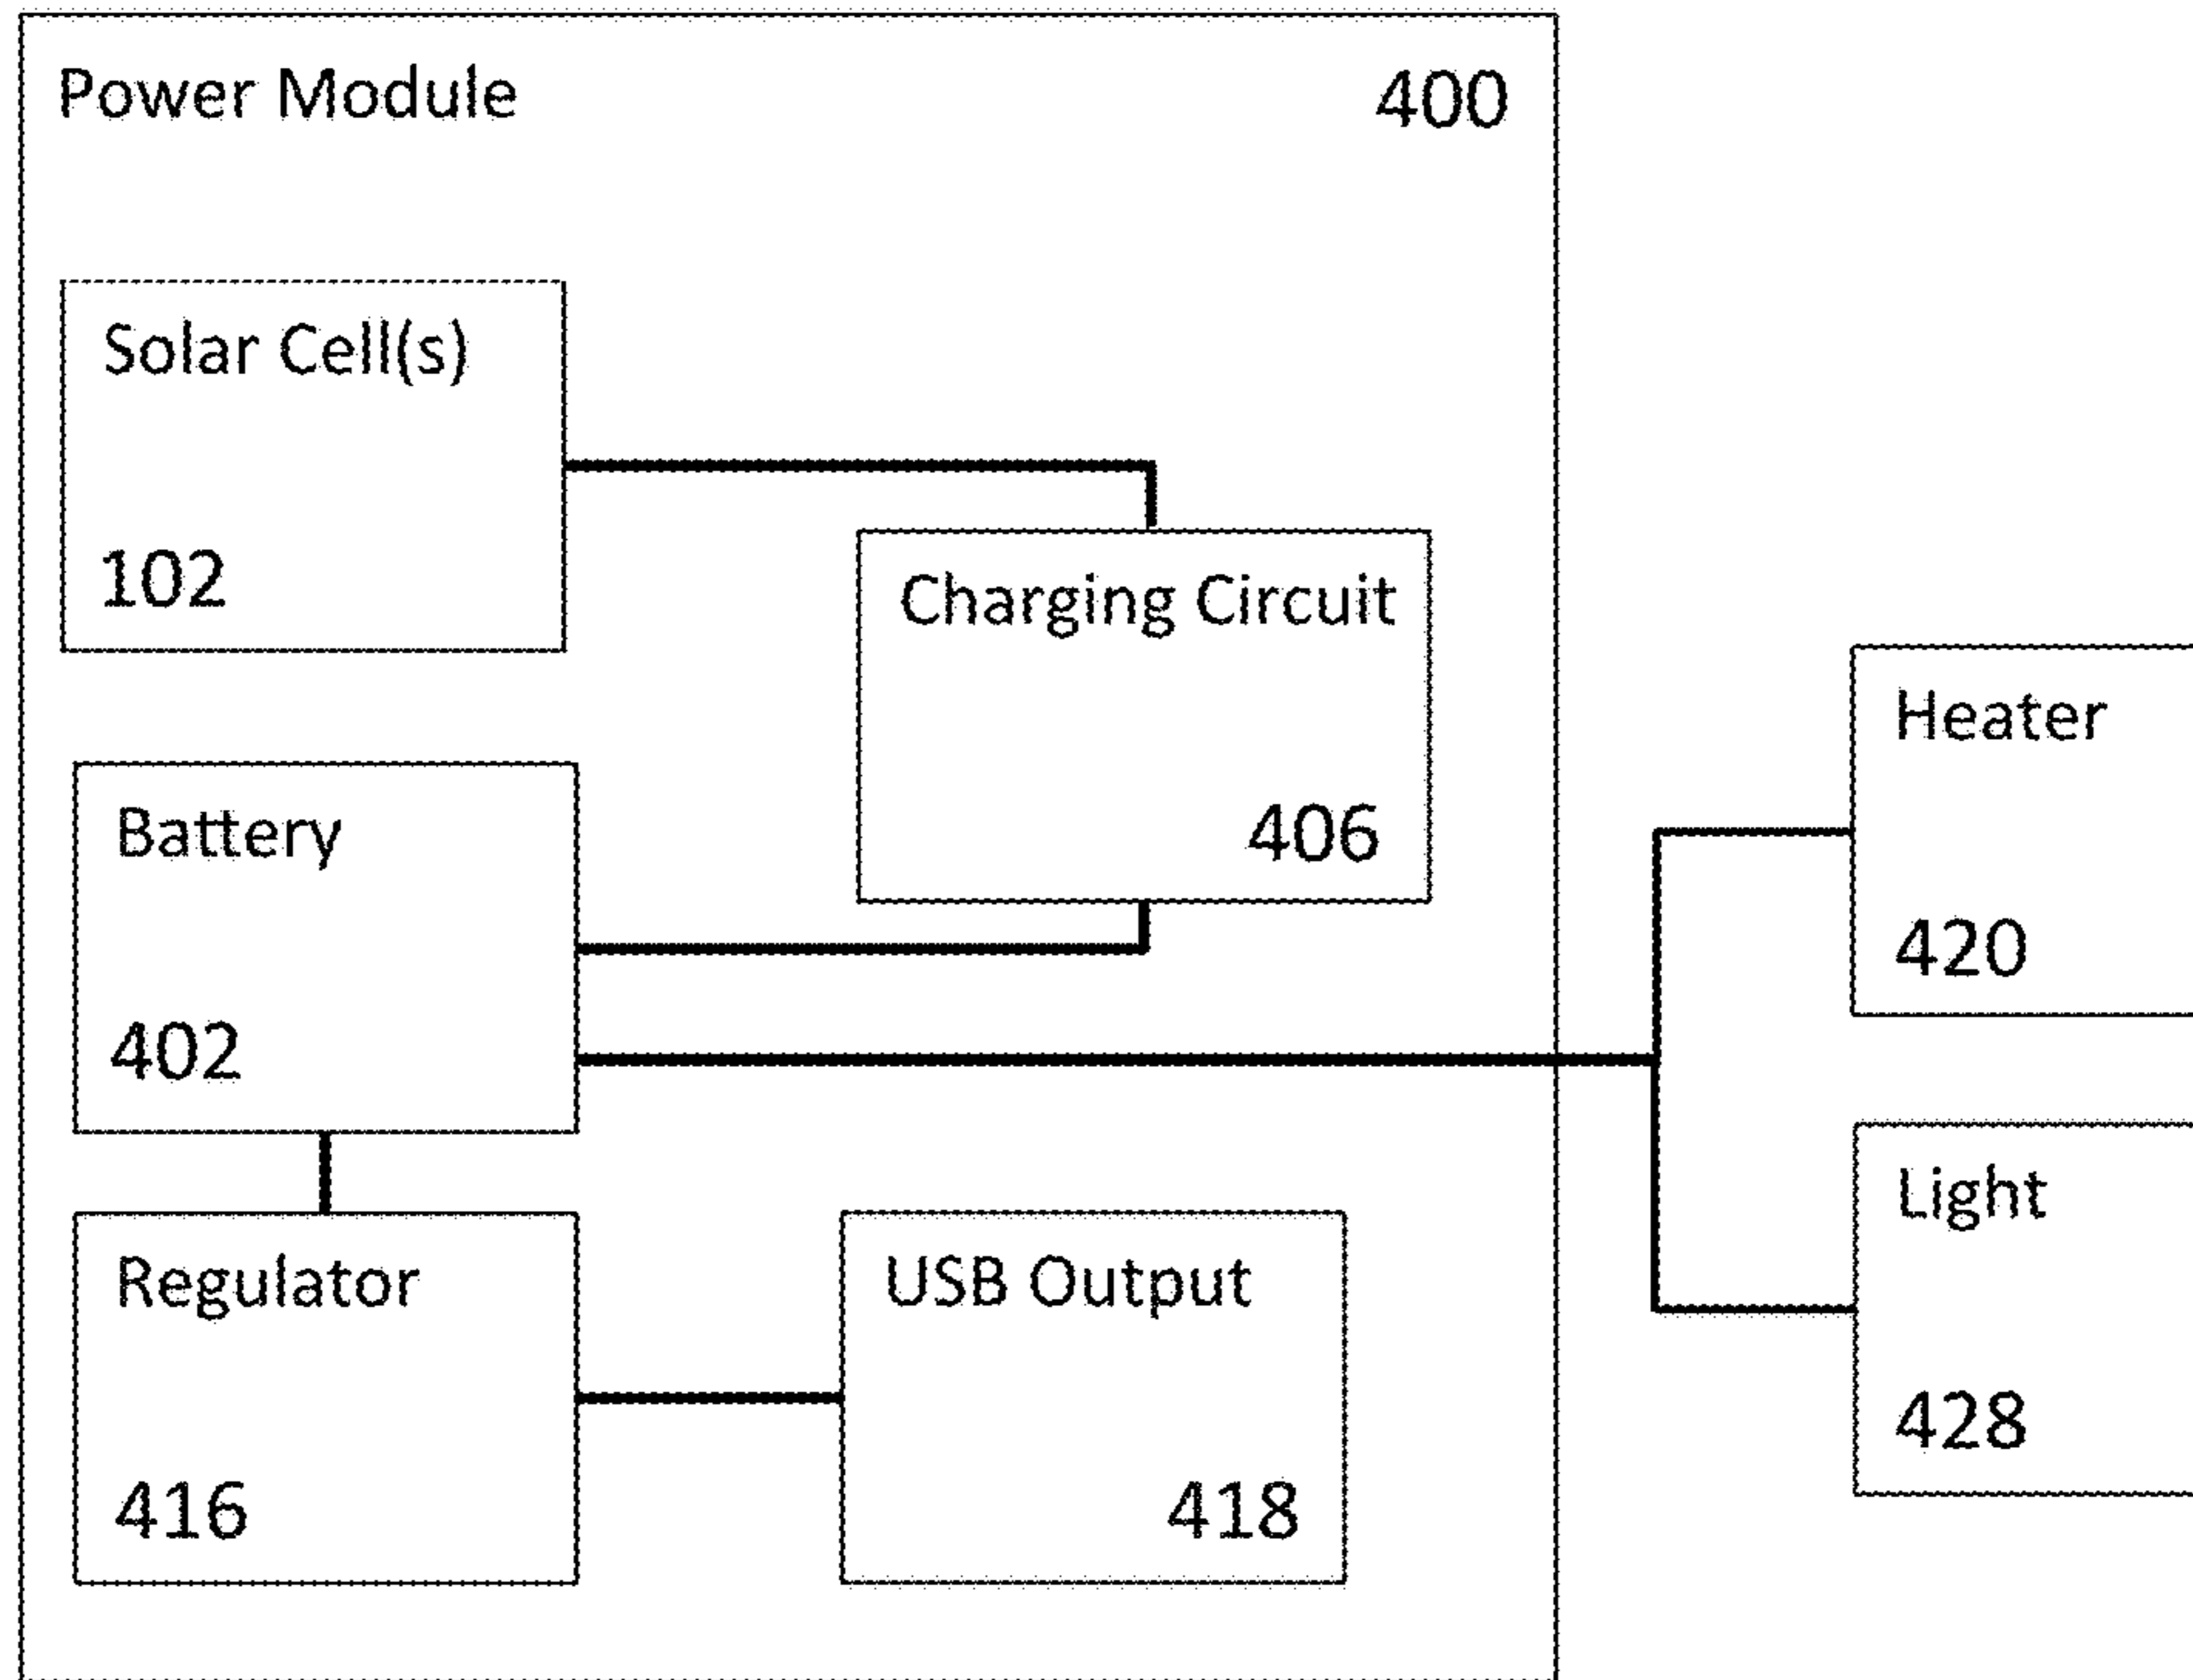 Power Module 400
Solar Cell(s)
102
Charging Circuit
406
Battery
402
Heater
420
Regulator
416
USB Output
418
Light
428